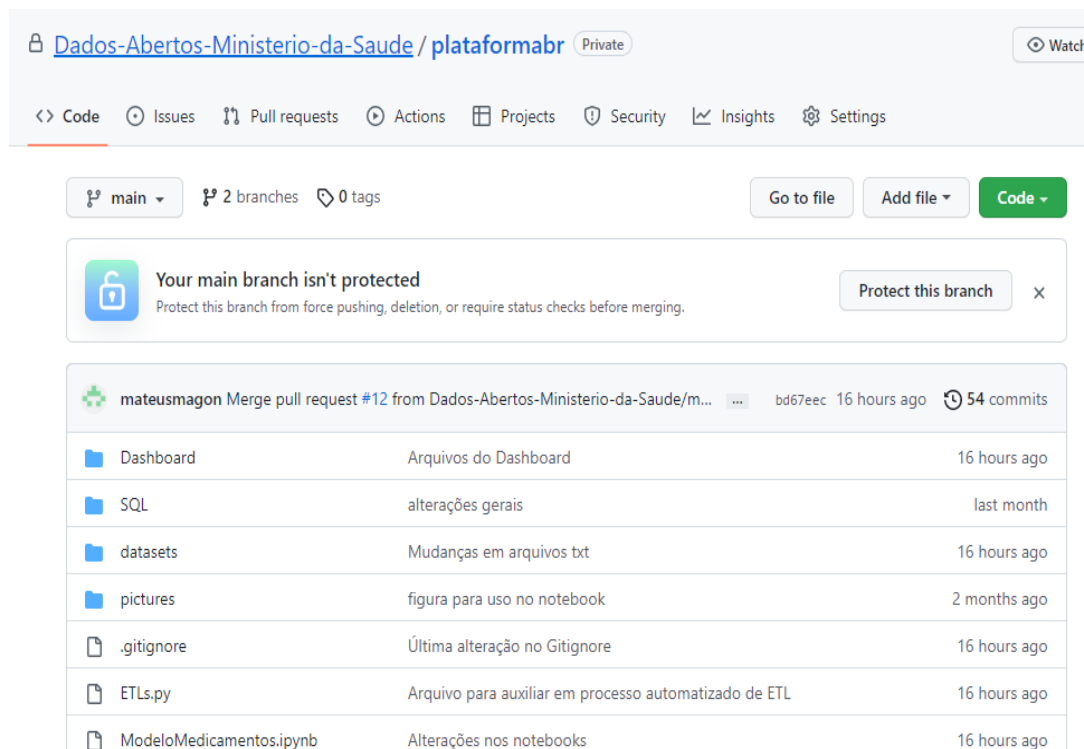 Dados-Abertos-Ministerio-da-Saude / plataformabr Private Watch
Code Issues Pull requests Actions Projects Security Insights Settings
main 2 branches 0 tags Go to file Add file Code
Your main branch isn't protected
Protect this branch from force pushing, deletion, or require status checks before merging.
Protect this branch
mateusmagon Merge pull request #12 from Dados-Abertos-Ministerio-da-Saude/m... ... bd67eec 16 hours ago 54 commits
Dashboard Arquivos do Dashboard 16 hours ago
SQL alterações gerais last month
datasets Mudanças em arquivos txt 16 hours ago
pictures figura para uso no notebook 2 months ago
.gitignore Última alteração no Gitignore 16 hours ago
ETLs.py Arquivo para auxiliar em processo automatizado de ETL 16 hours ago
ModeloMedicamentos.ipynb Alterações nos notebooks 16 hours ago